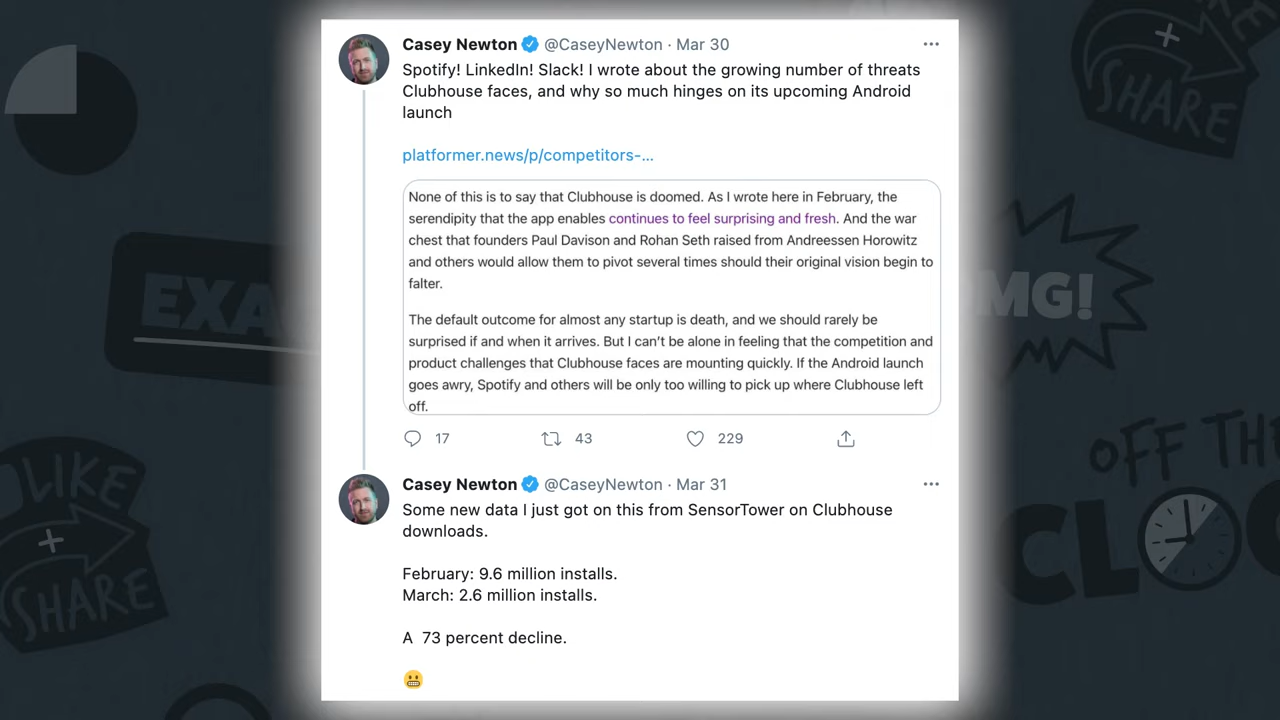 Casey Newton @CaseyNewton · Mar 30
Spotify! LinkedIn! Slack! I wrote about the growing number of threats
Clubhouse faces, and why so much hinges on its upcoming Android
launch
platformer.news/p/competitors-...
None of this is to say that Clubhouse is doomed. As I wrote here in February, the
serendipity that the app enables continues to feel surprising and fresh. And the war
chest that founders Paul Davison and Rohan Seth raised from Andreessen Horowitz
and others would allow them to pivot several times should their original vision begin to
falter.
The default outcome for almost any startup is death, and we should rarely be
surprised if and when it arrives. But I can't be alone in feeling that the competition and
product challenges that Clubhouse faces are mounting quickly. If the Android launch
goes awry, Spotify and others will be only too willing to pick up where Clubhouse left
off.
17 43 229
Casey Newton @CaseyNewton · Mar 31
Some new data I just got on this from SensorTower on Clubhouse
downloads.
February: 9.6 million installs.
March: 2.6 million installs.
A 73 percent decline.
😬
SHARE
EXA
MG!
LIKE
SHARE
OFF TH
CLO